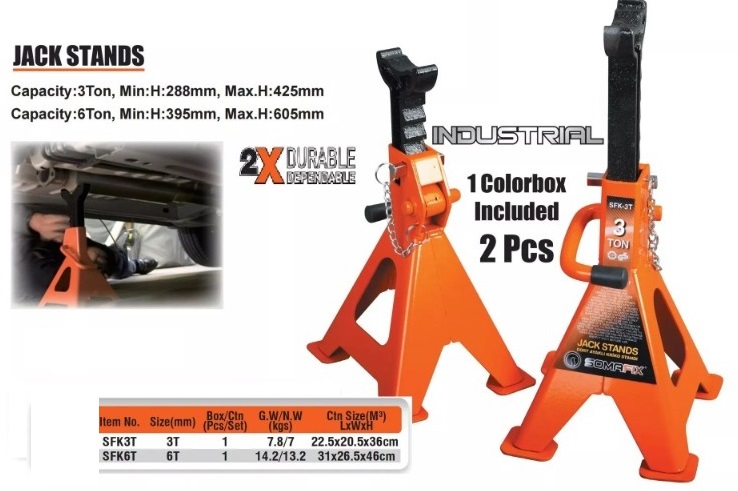 JACK STANDS
Capacity:3Ton, Min:H:288mm, Max.H:425mm
Capacity:6Ton, Min:H:395mm, Max.H:605mm
INDUSTRIAL
2X DURABLE
DEPENDABLE
1 Colorbox
Included
2 Pcs
SFK-3T
3
TON
JACK STANDS
SOMAFIX
Item No. Size(mm) Box/Ctn (Pcs/Set) G.W/N.W (kgs) Ctn Size(M³) LxWxH
SFK3T 3T 1 7.8/7 22.5x20.5x36cm
SFK6T 6T 1 14.2/13.2 31x26.5x46cm